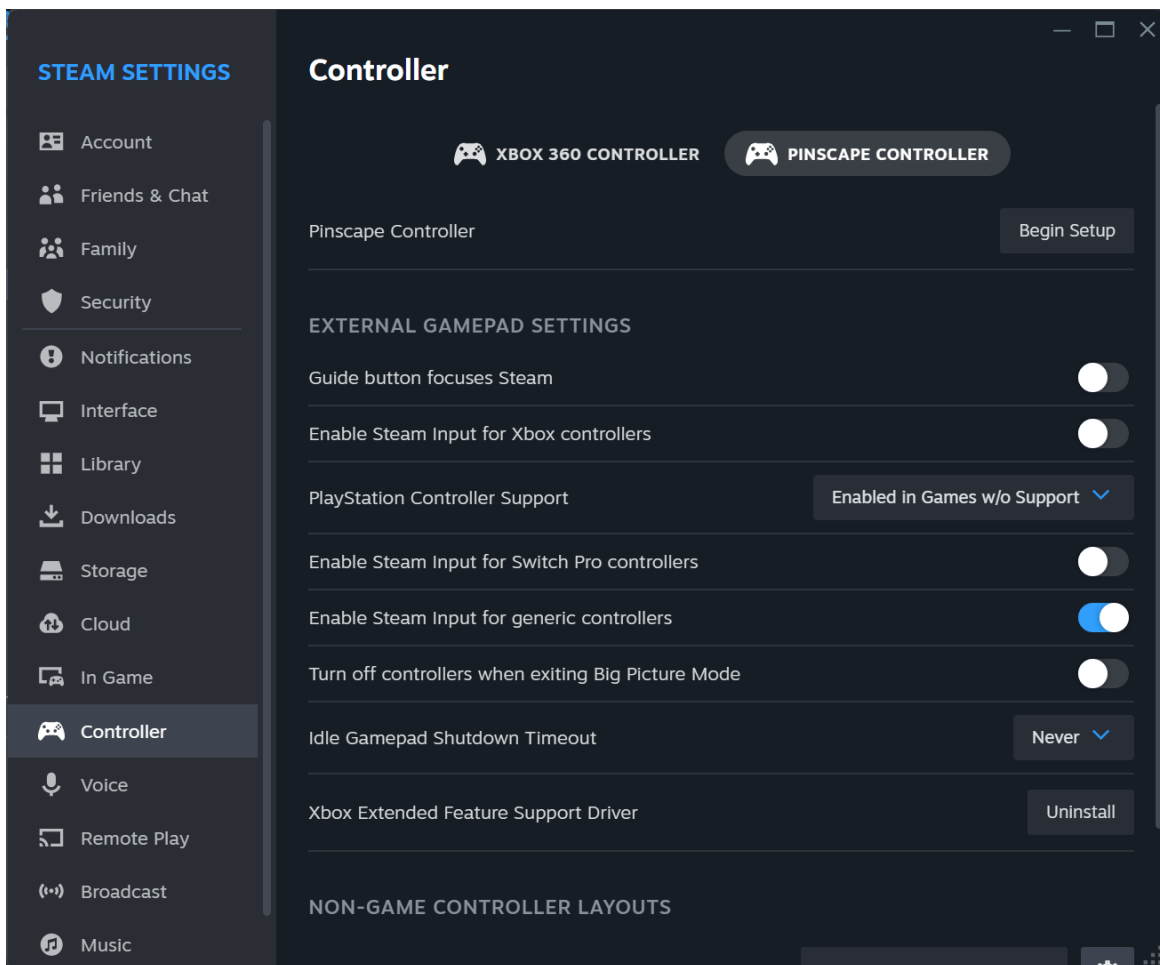 STEAM SETTINGS
Account
Friends & Chat
Family
Security
Notifications
Interface
Library
Downloads
Storage
Cloud
In Game
Controller
Voice
Remote Play
Broadcast
Music
Controller
XBOX 360 CONTROLLER
PINSCAPE CONTROLLER
Pinscape Controller
Begin Setup
EXTERNAL GAMEPAD SETTINGS
Guide button focuses Steam
Enable Steam Input for Xbox controllers
PlayStation Controller Support
Enabled in Games w/o Support
Enable Steam Input for Switch Pro controllers
Enable Steam Input for generic controllers
Turn off controllers when exiting Big Picture Mode
Idle Gamepad Shutdown Timeout
Never
Xbox Extended Feature Support Driver
Uninstall
NON-GAME CONTROLLER LAYOUTS